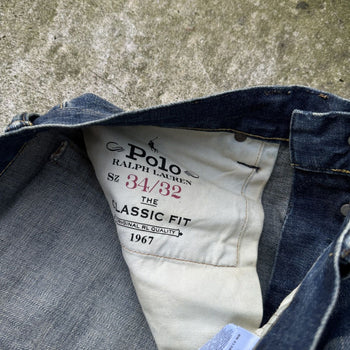 Polo
RALPH LAUREN
Sz 34/32
THE
CLASSIC FIT
ORIGINAL RL QUALITY
1967